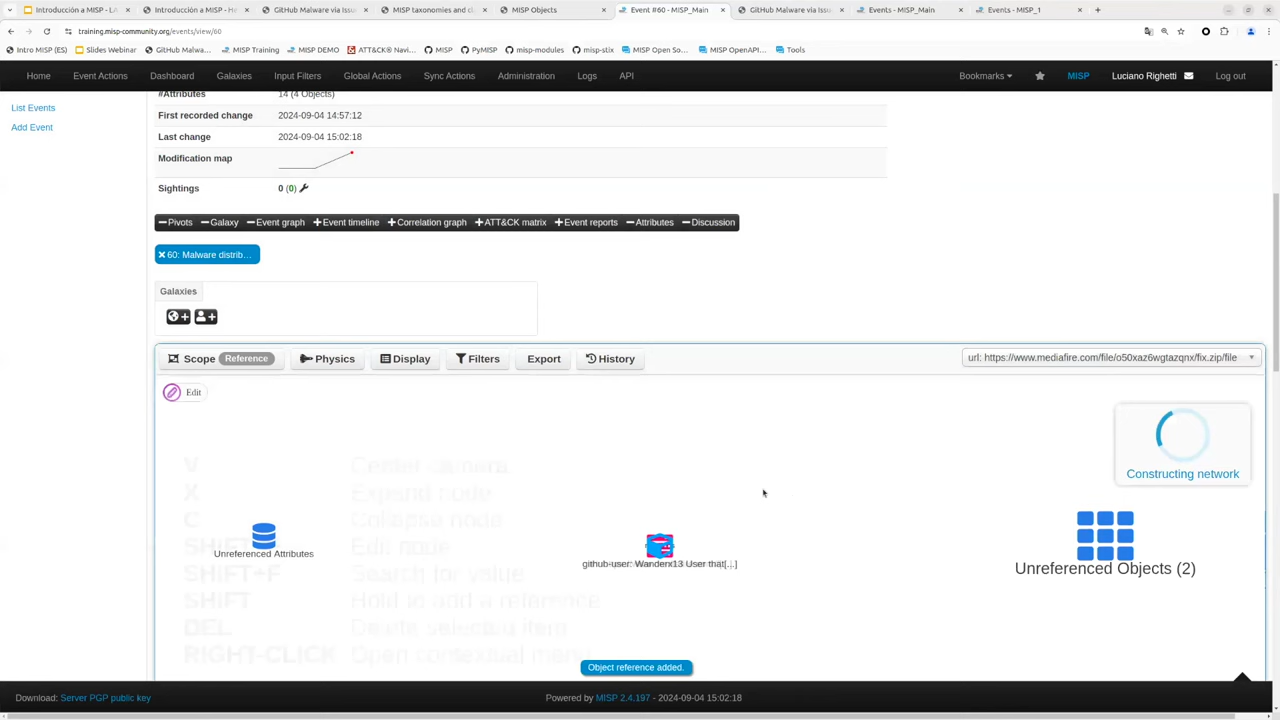 Introducción a MISP - LA
Introducción a MISP - Ha
GitHub Malware via Issu
MISP taxonomies and cl
MISP Objects
Event #60 - MISP_Main
GitHub Malware via Issu
Events - MISP_Main
Events - MISP_1
training.misp-community.org/events/view/60
Intro MISP (ES)
Slides Webinar
GitHub Malwa...
MISP Training
MISP DEMO
ATT&CK® Navi...
MISP
PyMISP
misp-modules
misp-stix
MISP Open So...
MISP OpenAPI...
Tools
Home
Event Actions
Dashboard
Galaxies
Input Filters
Global Actions
Sync Actions
Administration
Logs
API
Bookmarks
MISP
Luciano Righetti
Log out
List Events
Add Event
#Attributes 14 (4 Objects)
First recorded change 2024-09-04 14:57:12
Last change 2024-09-04 15:02:18
Modification map
Sightings 0 (0)
Pivots
Galaxy
Event graph
Event timeline
Correlation graph
ATT&CK matrix
Event reports
Attributes
Discussion
60: Malware distrib...
Galaxies
Scope Reference
Physics
Display
Filters
Export
History
url: https://www.mediafire.com/file/o50xaz6wgtazqnx/fix.zip/file
Edit
Constructing network
V Center camera
X Expand node
C Collapse node
SHIFT Edit node
SHIFT+F Search for value
SHIFT Hold to add a reference
DEL Delete selected item
RIGHT-CLICK Open contextual menu
Unreferenced Attributes
github-user: Wanderx13 User that[...]
Unreferenced Objects (2)
Object reference added.
Download: Server PGP public key
Powered by MISP 2.4.197 - 2024-09-04 15:02:18